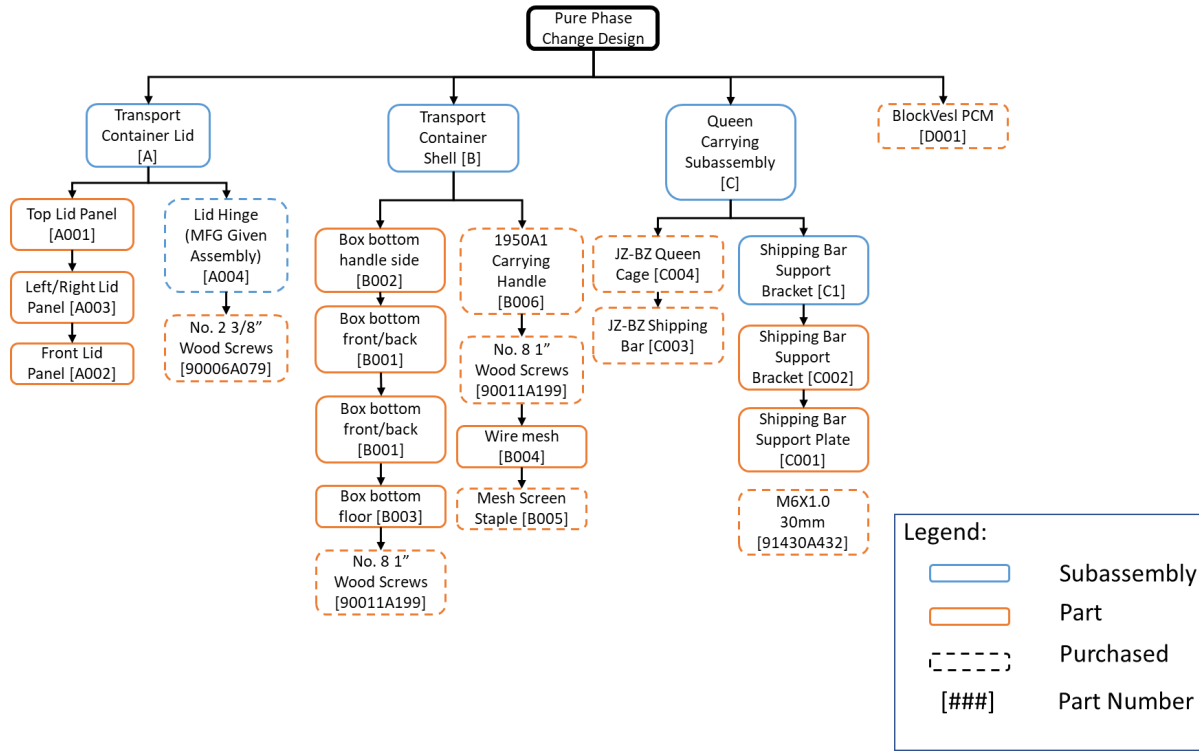 Pure Phase
Change Design
Transport
Container Lid
[A]
Transport
Container
Shell [B]
Queen
Carrying
Subassembly
[C]
BlockVesl PCM
[D001]
Top Lid Panel
[A001]
Left/Right Lid
Panel [A003]
Front Lid
Panel [A002]
Lid Hinge
(MFG Given
Assembly)
[A004]
No. 2 3/8”
Wood Screws
[90006A079]
Box bottom
handle side
[B002]
Box bottom
front/back
[B001]
Box bottom
front/back
[B001]
Box bottom
floor [B003]
No. 8 1”
Wood Screws
[90011A199]
1950A1
Carrying
Handle
[B006]
No. 8 1”
Wood Screws
[90011A199]
Wire mesh
[B004]
Mesh Screen
Staple [B005]
JZ-BZ Queen
Cage [C004]
JZ-BZ Shipping
Bar [C003]
Shipping Bar
Support
Bracket [C1]
Shipping Bar
Support
Bracket [C002]
Shipping Bar
Support Plate
[C001]
M6X1.0
30mm
[91430A432]
Legend:
Subassembly
Part
Purchased
[###] Part Number